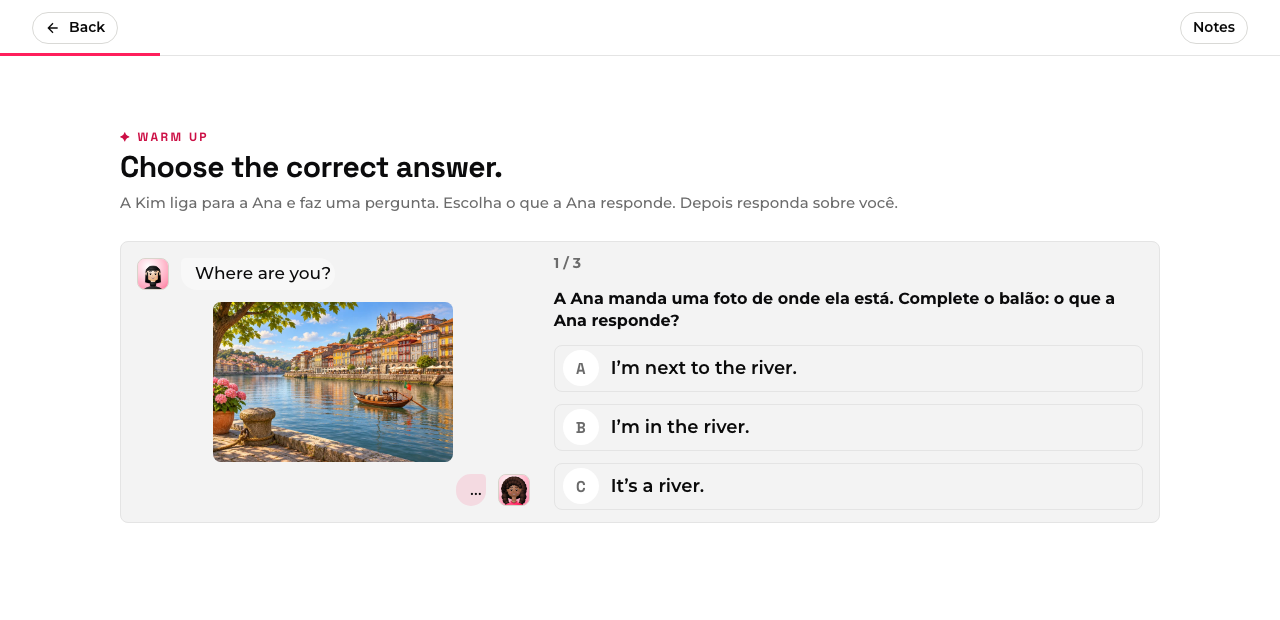 Back
Notes
WARM UP
Choose the correct answer.
A Kim liga para a Ana e faz uma pergunta. Escolha o que a Ana responde. Depois responda sobre você.
Where are you?
...
1 / 3
A Ana manda uma foto de onde ela está. Complete o balão: o que a
Ana responde?
A I’m next to the river.
B I’m in the river.
C It’s a river.